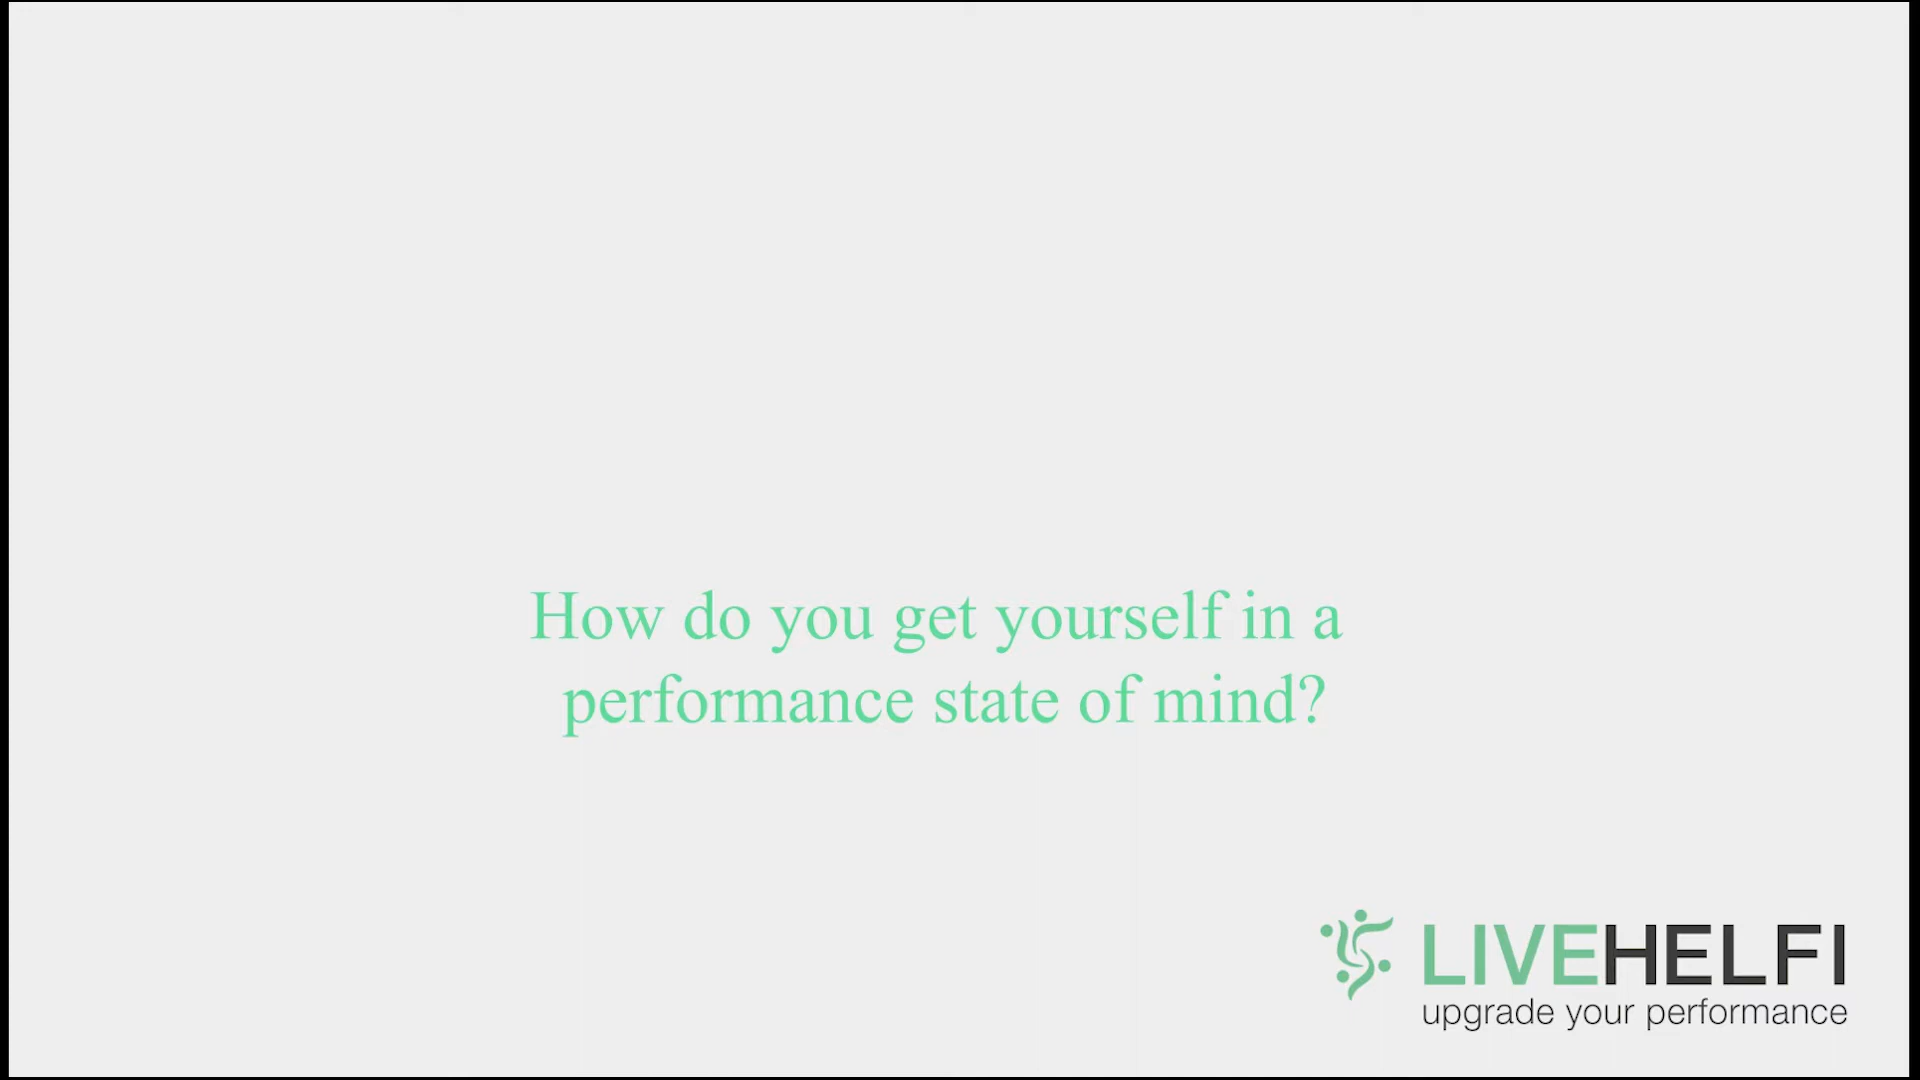 How do you get yourself in a
performance state of mind?
LIVEHELFI
upgrade your performance